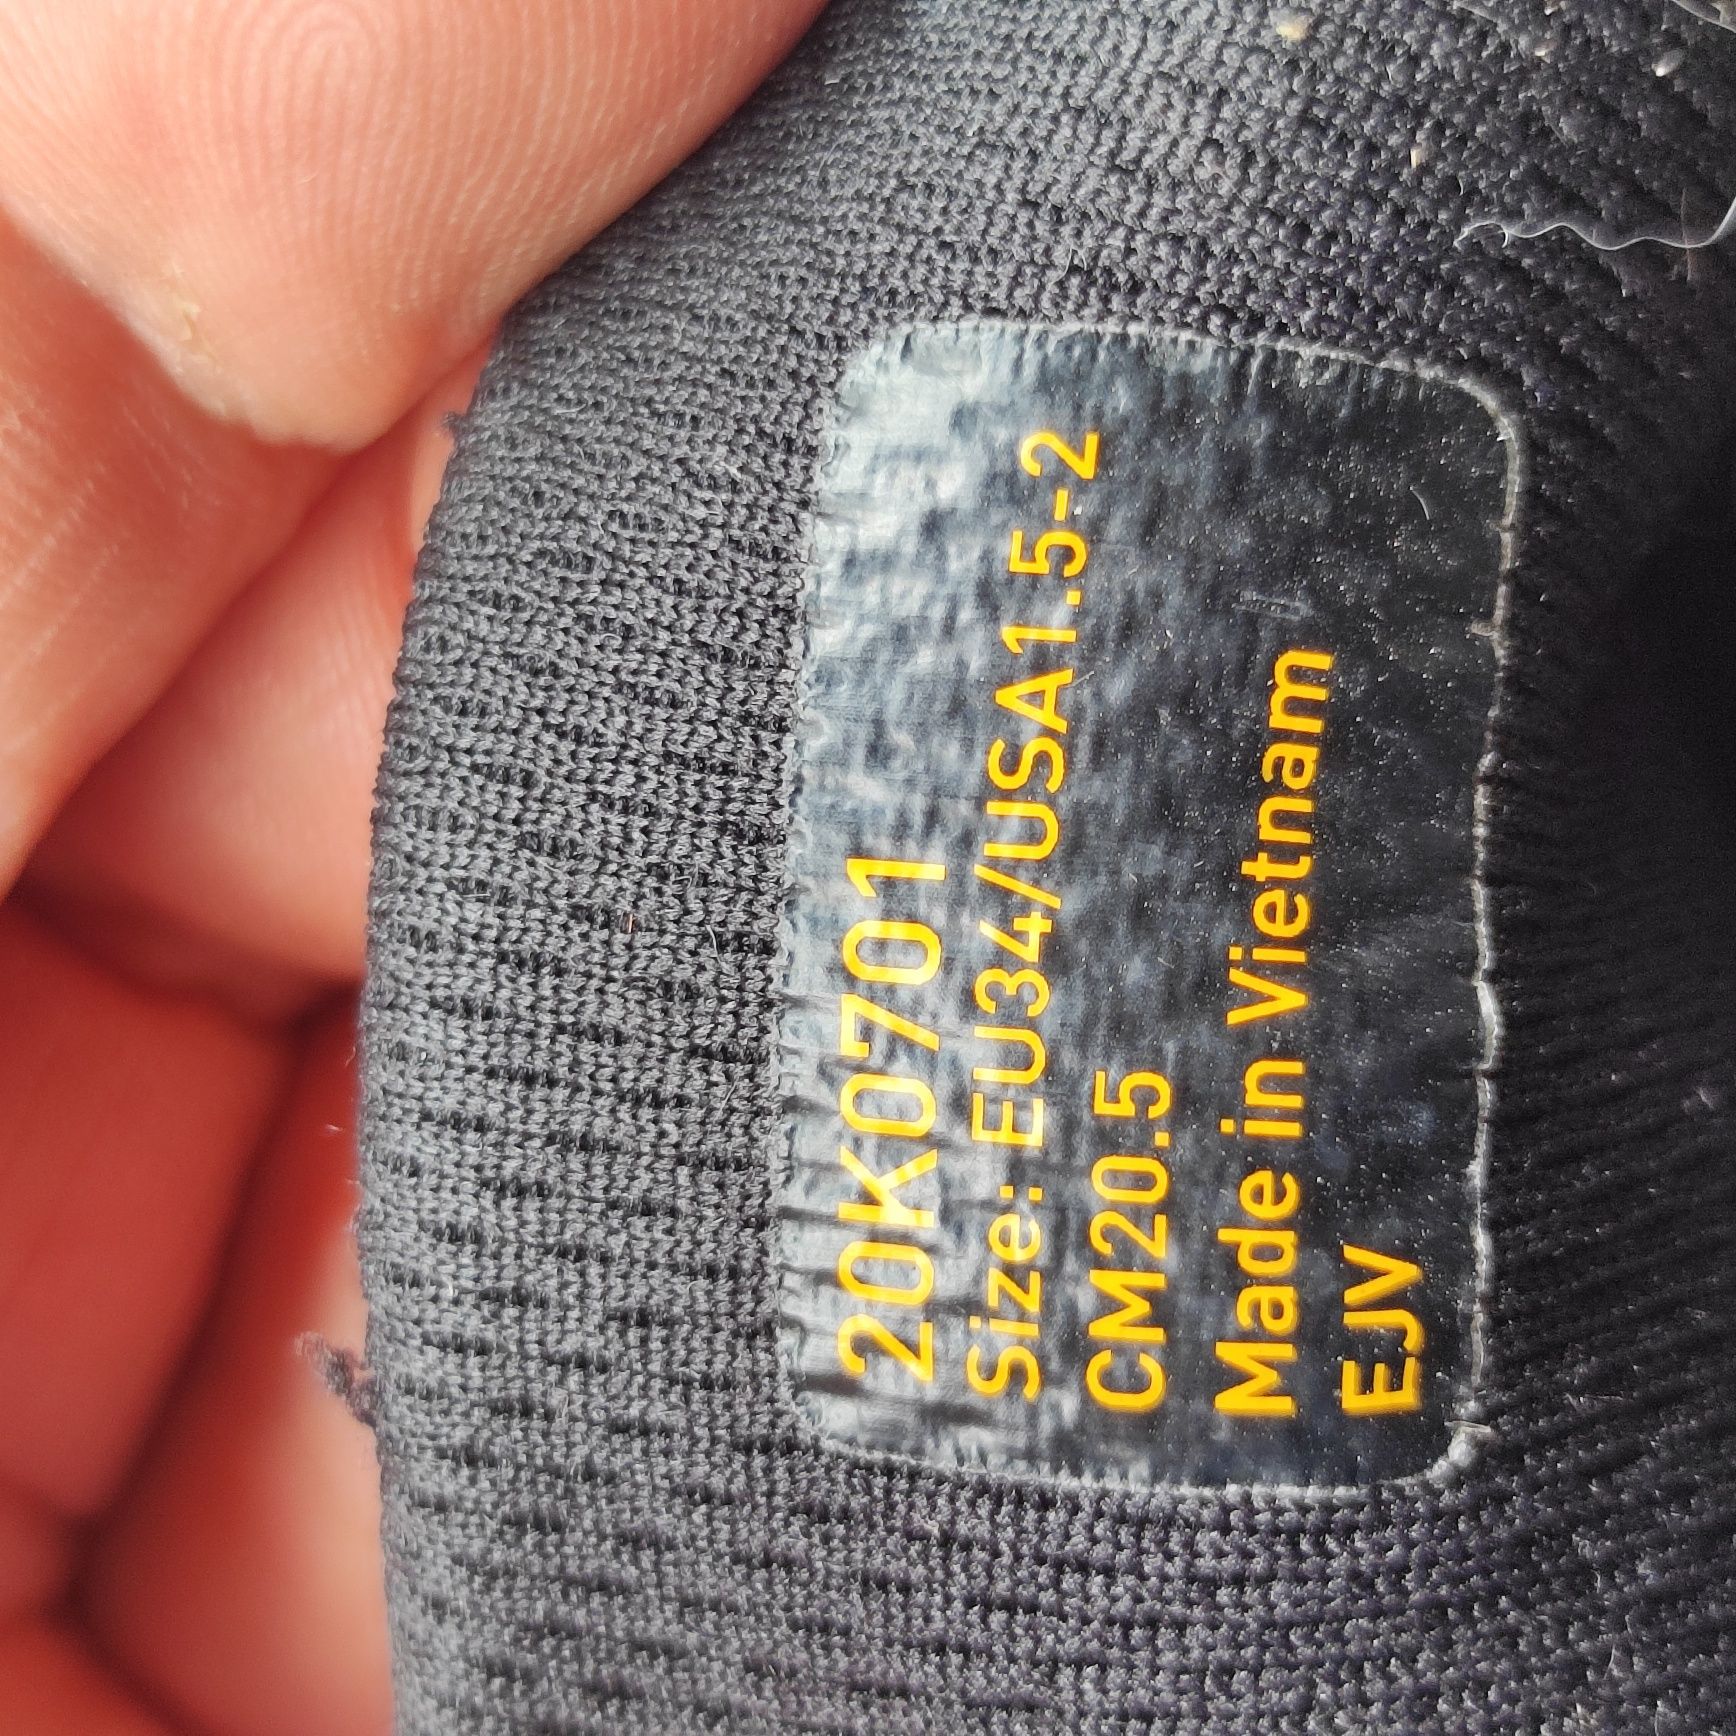 20K0701
Size: EU34/USA1.5-2
CM20.5
Made in Vietnam
EJV